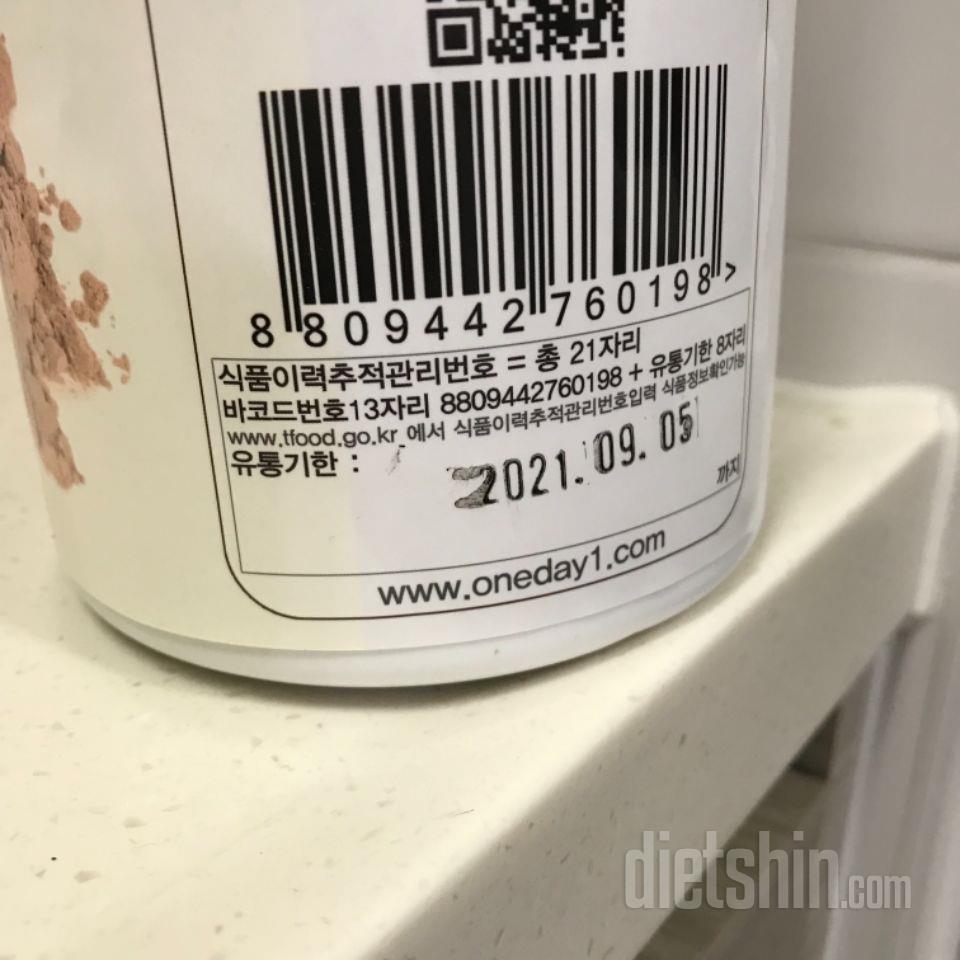 8 809442 760198 >
식품이력추적관리번호 = 총 21자리
바코드번호13자리 8809442760198 + 유통기한 8자리
www.tfood.go.kr 에서 식품이력추적관리번호입력 식품정보확인가능
유통기한 : 2021. 09. 05
까지
www.oneday1.com
dietshin.com